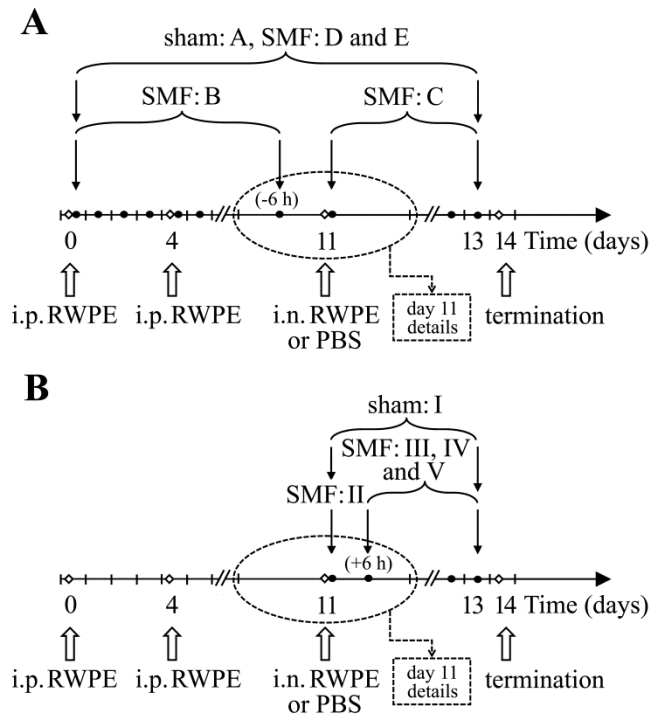 A
sham: A, SMF: D and E
SMF: B
SMF: C
(-6 h)
0
4
11
13
14
Time (days)
i.p. RWPE
i.p. RWPE
i.n. RWPE
or PBS
day 11
details
termination
B
sham: I
SMF: III, IV
and V
SMF: II
(+6 h)
0
4
11
13
14
Time (days)
i.p. RWPE
i.p. RWPE
i.n. RWPE
or PBS
day 11
details
termination